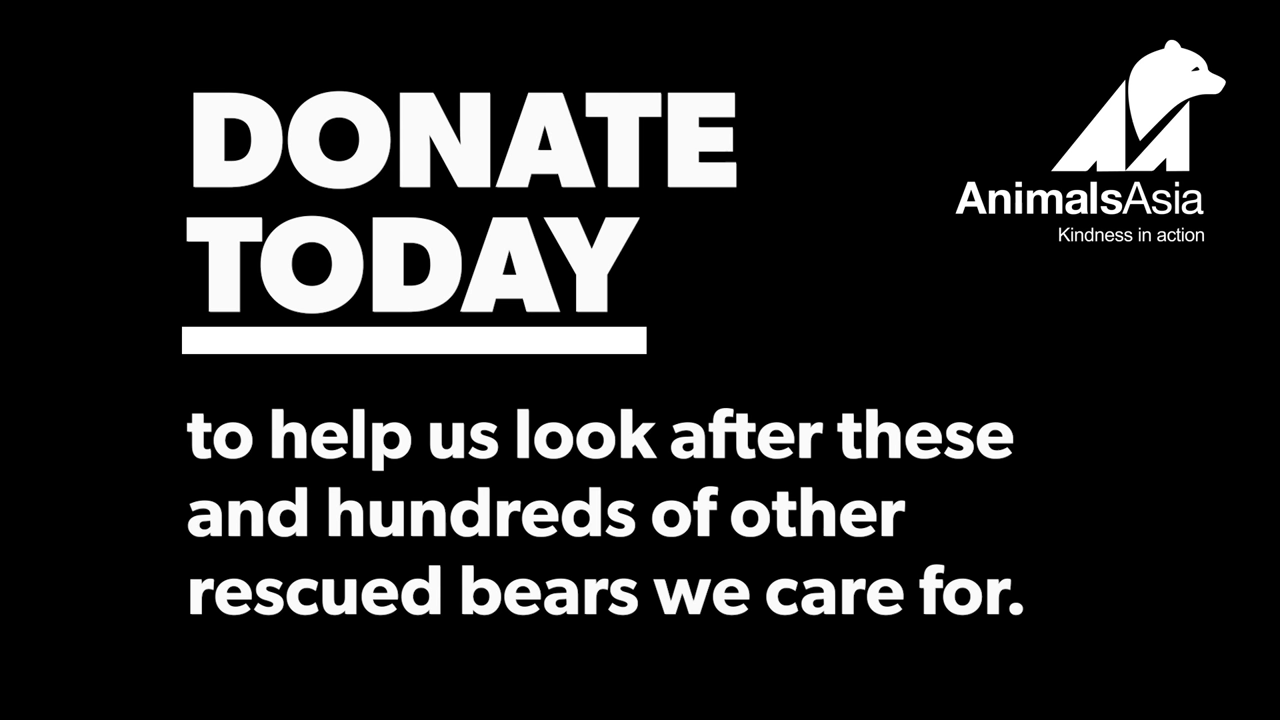 DONATE
TODAY
to help us look after these
and hundreds of other
rescued bears we care for.
AnimalsAsia
Kindness in action